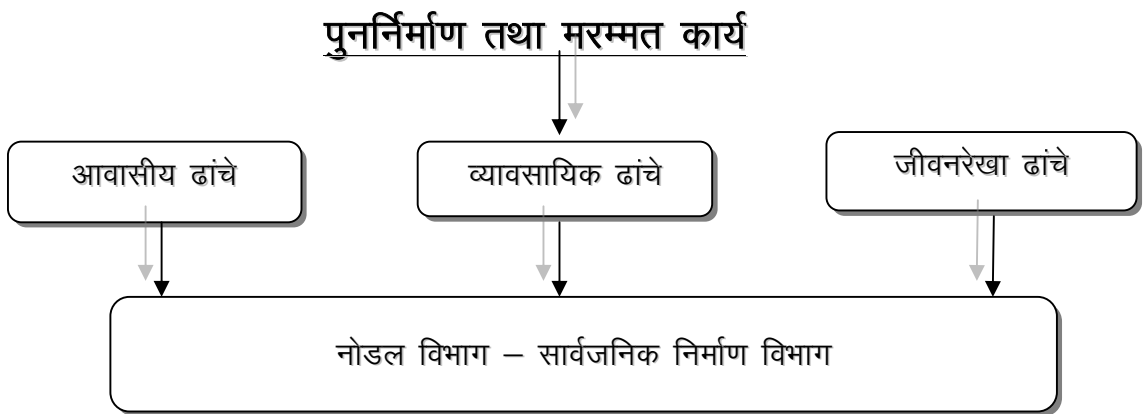 पुनर्निर्माण तथा मरम्मत कार्य
आवासीय ढांचे
व्यावसायिक ढांचे
जीवनरेखा ढांचे
नोडल विभाग – सार्वजनिक निर्माण विभाग